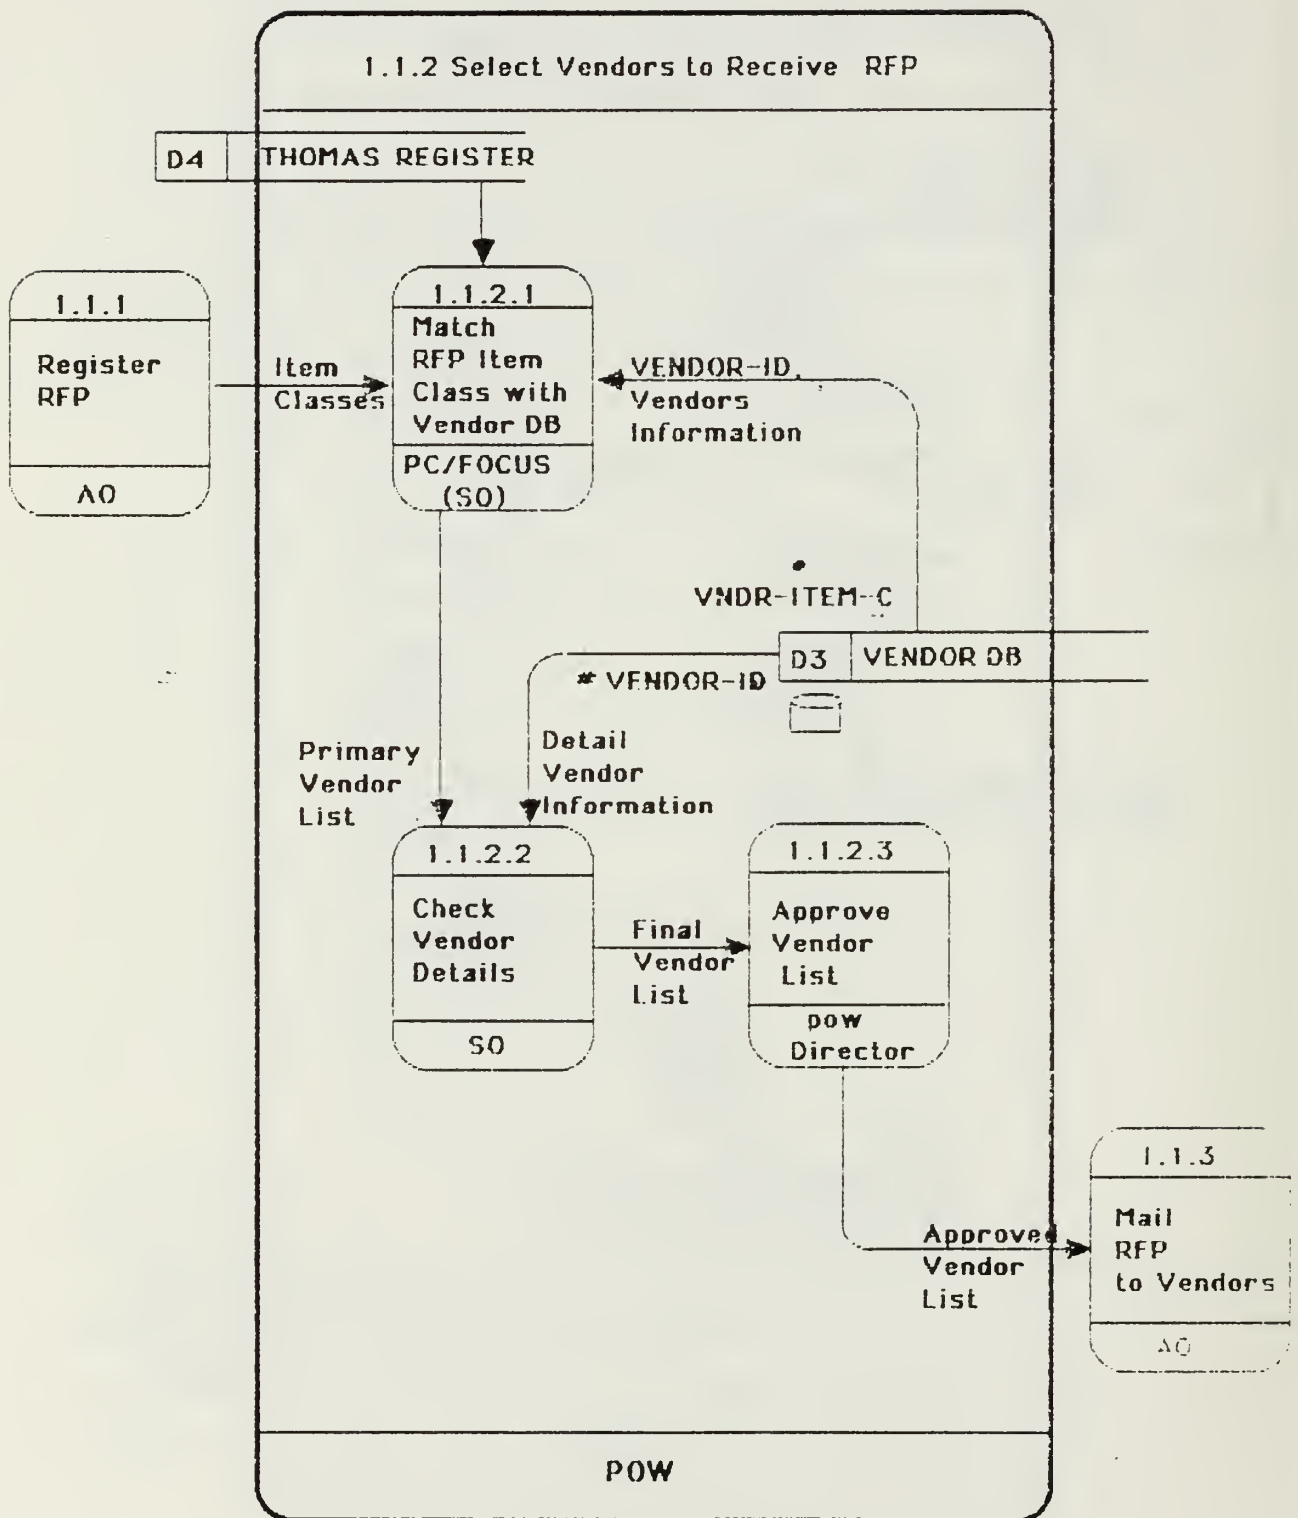 1.1.2 Select Vendors to Receive RFP
D4 THOMAS REGISTER
1.1.1
Register
RFP
AO
Item
Classes
1.1.2.1
Match
RFP Item
Class with
Vendor DB
PC/FOCUS
(SO)
VENDOR-ID,
Vendors
Information
VNDR-ITEM-C
D3 VENDOR DB
# VENDOR-ID
Primary
Vendor
List
Detail
Vendor
Information
1.1.2.2
Check
Vendor
Details
SO
Final
Vendor
List
1.1.2.3
Approve
Vendor
List
pow
Director
Approved
Vendor
List
1.1.3
Mail
RFP
to Vendors
AO
POW